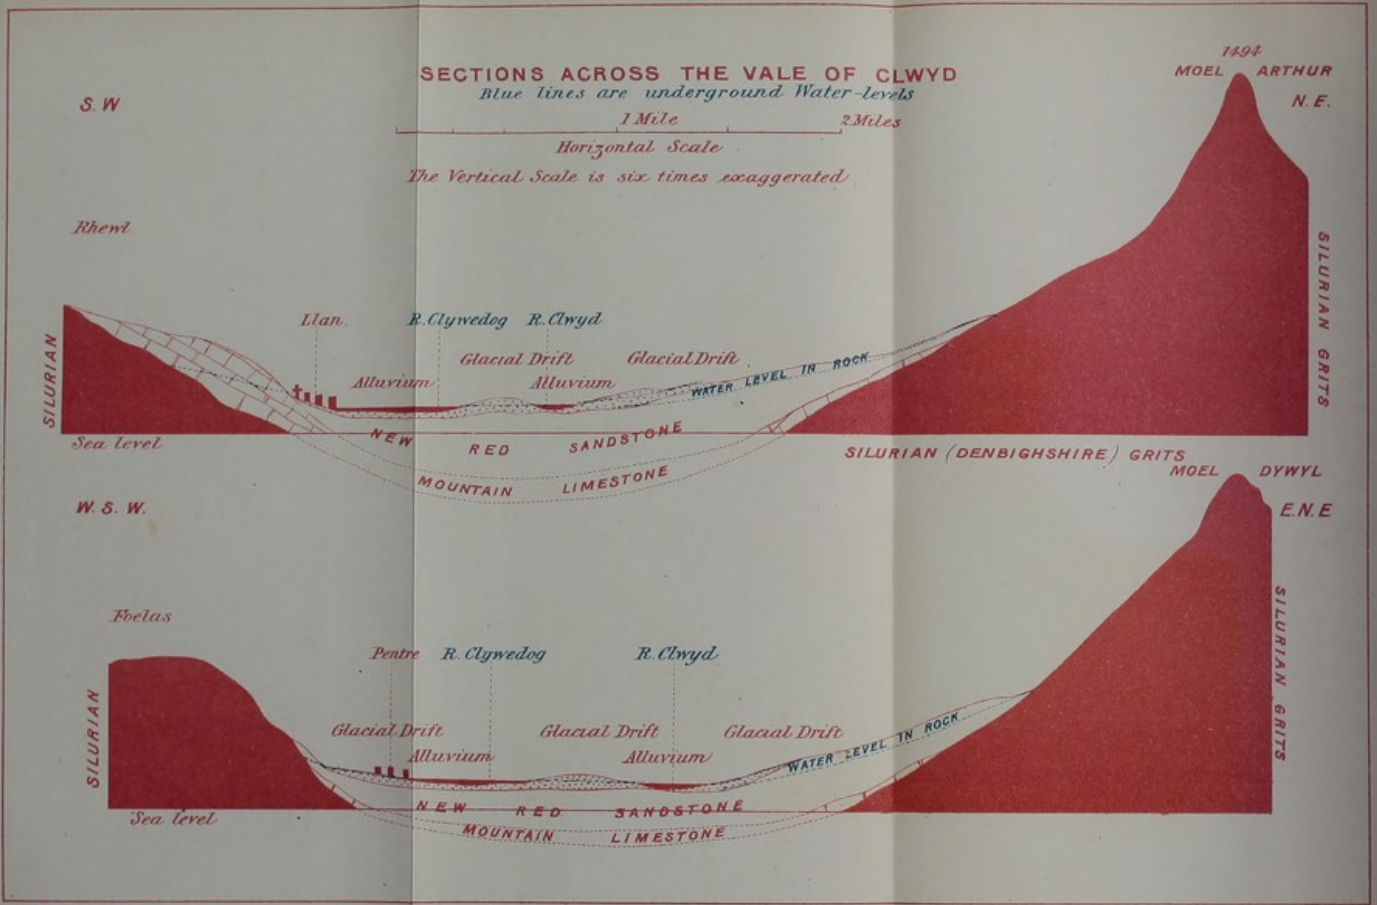 1494
SECTIONS ACROSS THE VALE OF CLWYD
MOEL ARTHUR
Blue lines are underground Water-levels
S.W
N.E.
1 Mile
2 Miles
Horizontal Scale
The Vertical Scale is six times exaggerated
Rhewl
Llan.
R.Clywedog
R.Clwyd
Glacial Drift
Glacial Drift
Alluvium
Alluvium
WATER LEVEL IN ROCK
SILURIAN
SILURIAN GRITS
Sea level
NEW RED SANDSTONE
MOUNTAIN LIMESTONE
SILURIAN (DENBIGHSHIRE) GRITS
MOEL DYWYL
W.S.W.
E.N.E
Foelas
Pentre
R.Clywedog
R.Clwyd
Glacial Drift
Glacial Drift
Glacial Drift
Alluvium
Alluvium
WATER LEVEL IN ROCK
SILURIAN
SILURIAN GRITS
Sea level
NEW RED SANDSTONE
MOUNTAIN LIMESTONE